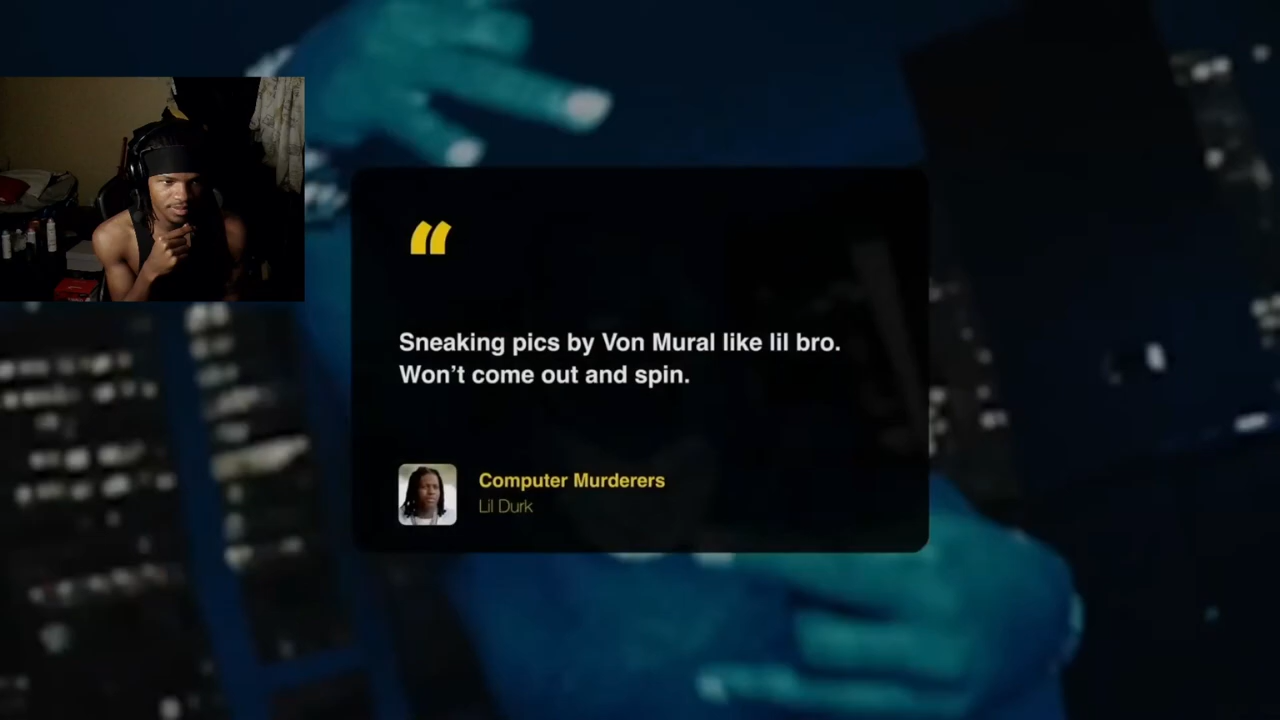 Sneaking pics by Von Mural like lil bro.
Won’t come out and spin.
Computer Murderers
Lil Durk